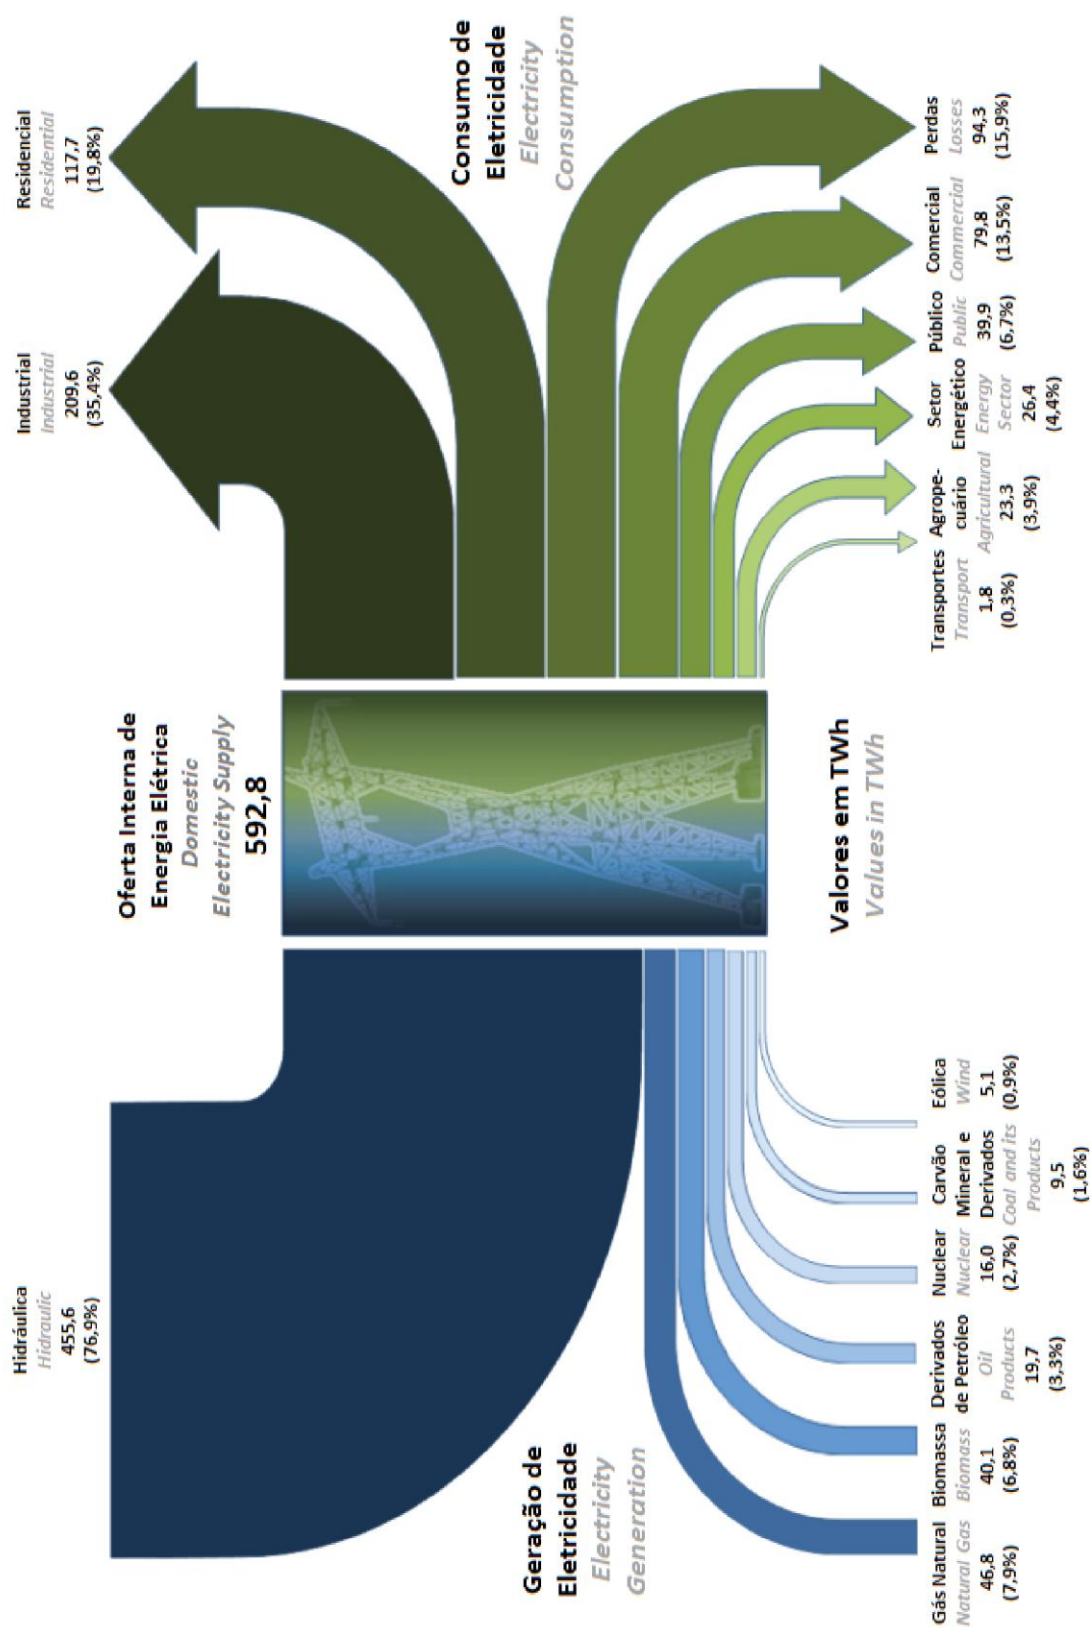 Hidráulica
Hidraulic
455,6
(76,9%)
Geração de
Eletricidade
Electricity
Generation
Gás Natural
Natural Gas
46,8
(7,9%)
Biomassa
Biomass
40,1
(6,8%)
Derivados
de Petróleo
Oil
Products
19,7
(3,3%)
Nuclear
Nuclear
16,0
(2,7%)
Carvão
Mineral e
Derivados
Coal and its
Products
9,5
(1,6%)
Eólica
Wind
5,1
(0,9%)
Oferta Interna de
Energia Elétrica
Domestic
Electricity Supply
592,8
Valores em TWh
Values in TWh
Industrial
Industrial
209,6
(35,4%)
Residencial
Residential
117,7
(19,8%)
Consumo de
Eletricidade
Electricity
Consumption
Transportes
Transport
1,8
(0,3%)
Agrope-
cuário
Agricultural
23,3
(3,9%)
Setor
Energético
Energy
Sector
26,4
(4,4%)
Público
Public
39,9
(6,7%)
Comercial
Commercial
79,8
(13,5%)
Perdas
Losses
94,3
(15,9%)